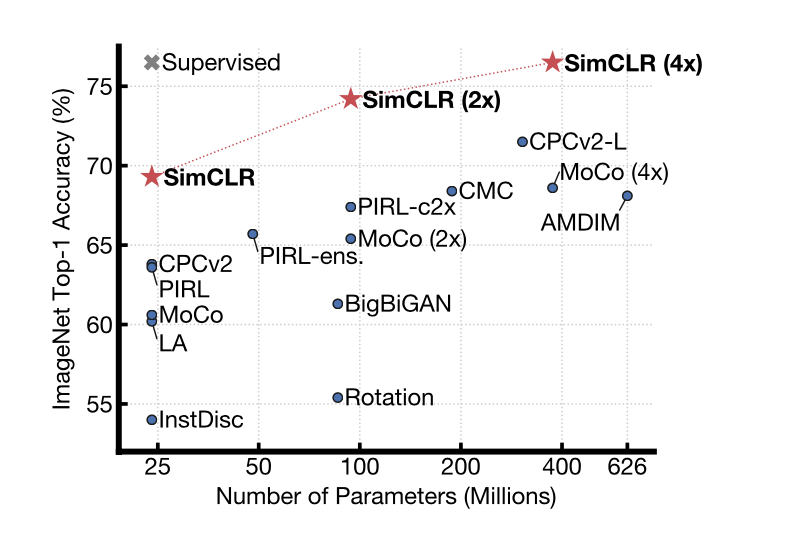 Supervised
SimCLR (4x)
75
SimCLR (2x)
CPCv2-L
70
MoCo (4x)
SimCLR
CMC
PIRL-c2x
AMDIM
65
MoCo (2x)
PIRL-ens.
CPCv2
PIRL
BigBiGAN
60
MoCo
LA
55
Rotation
InstDisc
25 50 100 200 400 626
Number of Parameters (Millions)
ImageNet Top-1 Accuracy (%)